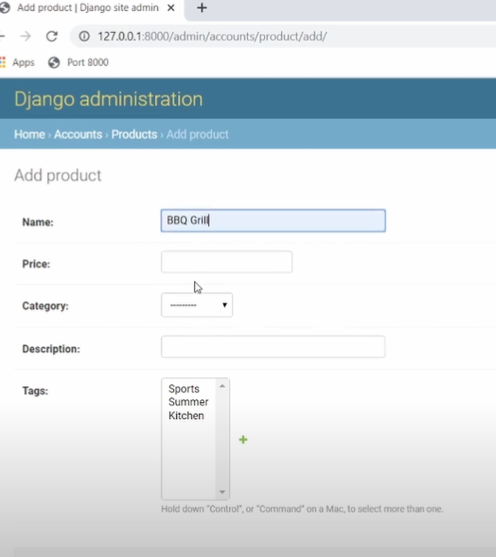 Add product | Django site admin
127.0.0.1:8000/admin/accounts/product/add/
Apps Port 8000
Django administration
Home › Accounts › Products › Add product
Add product
Name: BBQ Grill
Price:
Category: ---------
Description:
Tags:
Sports
Summer
Kitchen
Hold down "Control", or "Command" on a Mac, to select more than one.